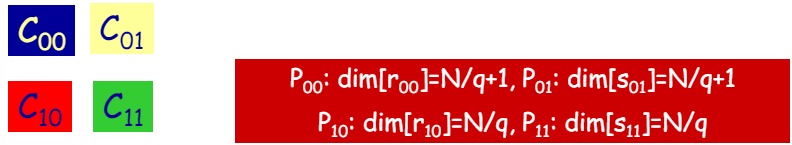 C₀₀ C₀₁
P₀₀: dim[r₀₀]=N/q+1, P₀₁: dim[s₀₁]=N/q+1
C₁₀ C₁₁
P₁₀: dim[r₁₀]=N/q, P₁₁: dim[s₁₁]=N/q